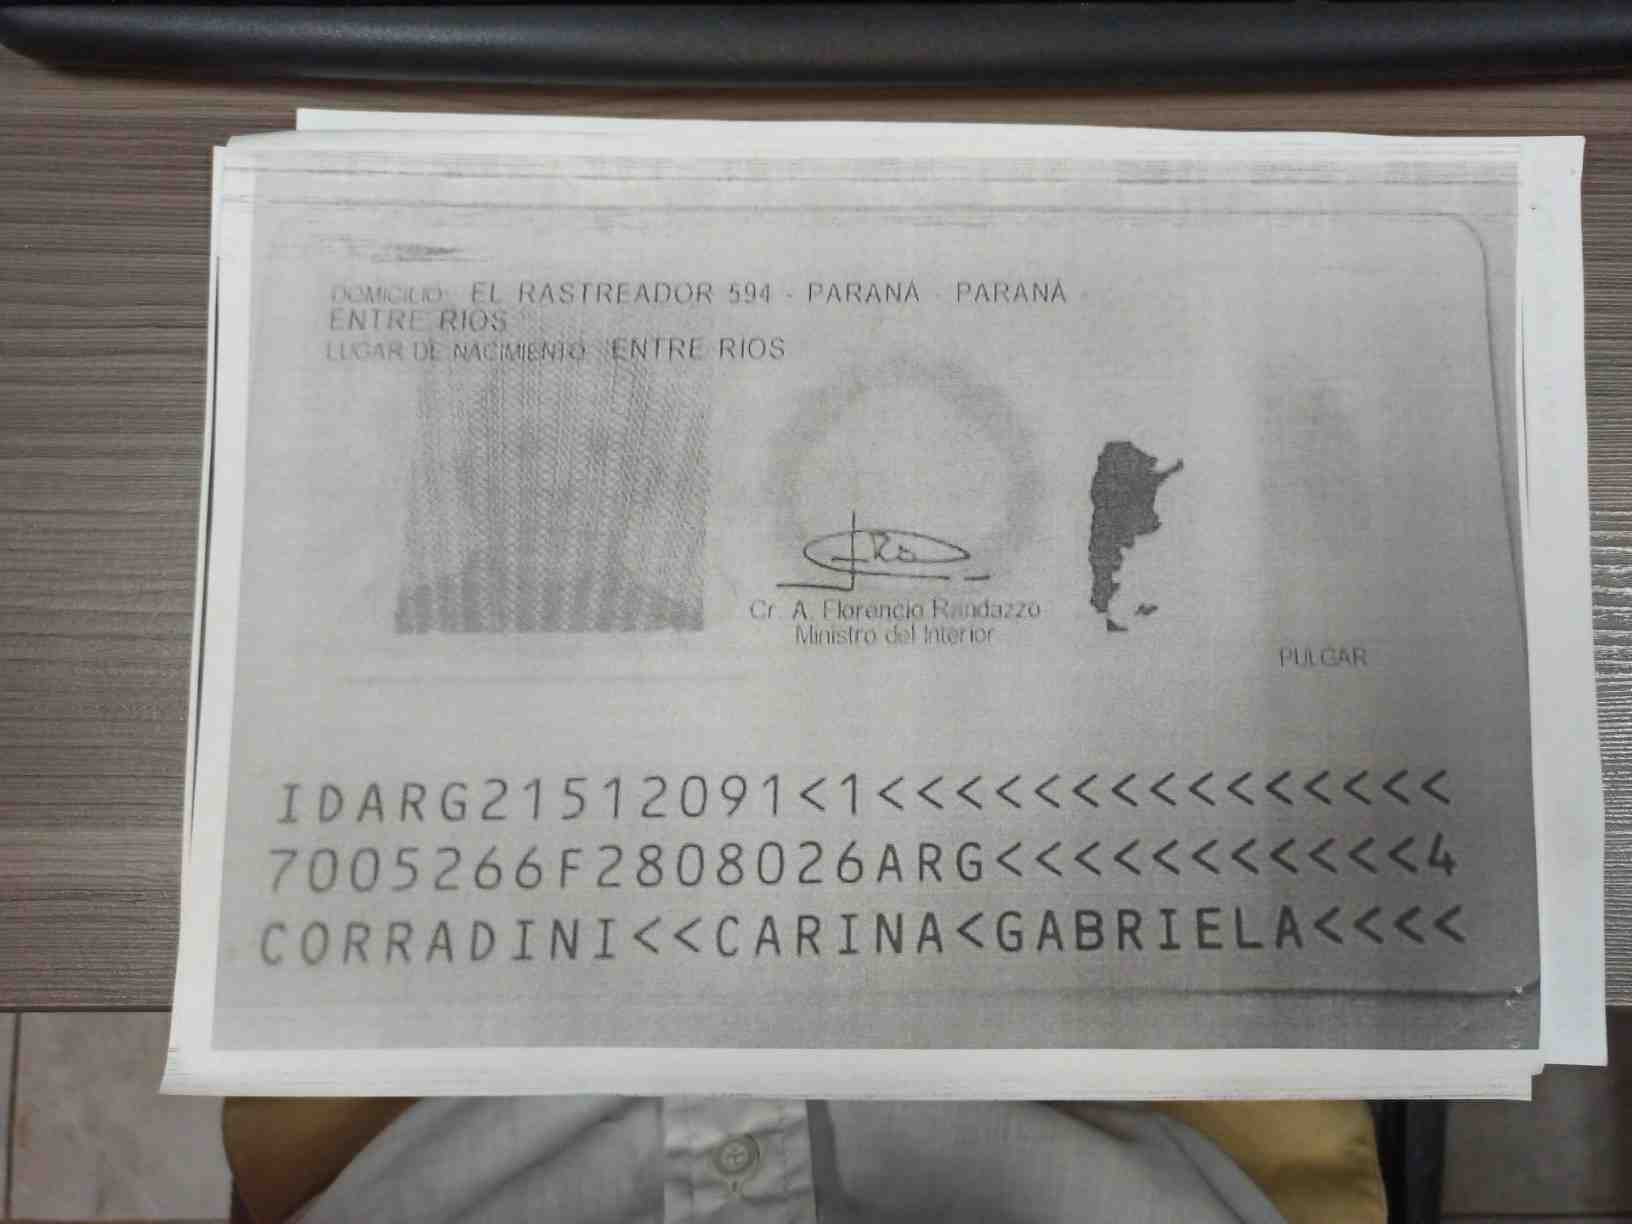 DOMICILIO: EL RASTREADOR 594 - PARANÁ - PARANÁ -
ENTRE RIOS
LUGAR DE NACIMIENTO: ENTRE RIOS
Cr. A. Florencio Randazzo
Ministro del Interior
PULGAR
IDARG21512091<1<<<<<<<<<<<<<<<
7005266F2808026ARG<<<<<<<<<<<4
CORRADINI<<CARINA<GABRIELA<<<<